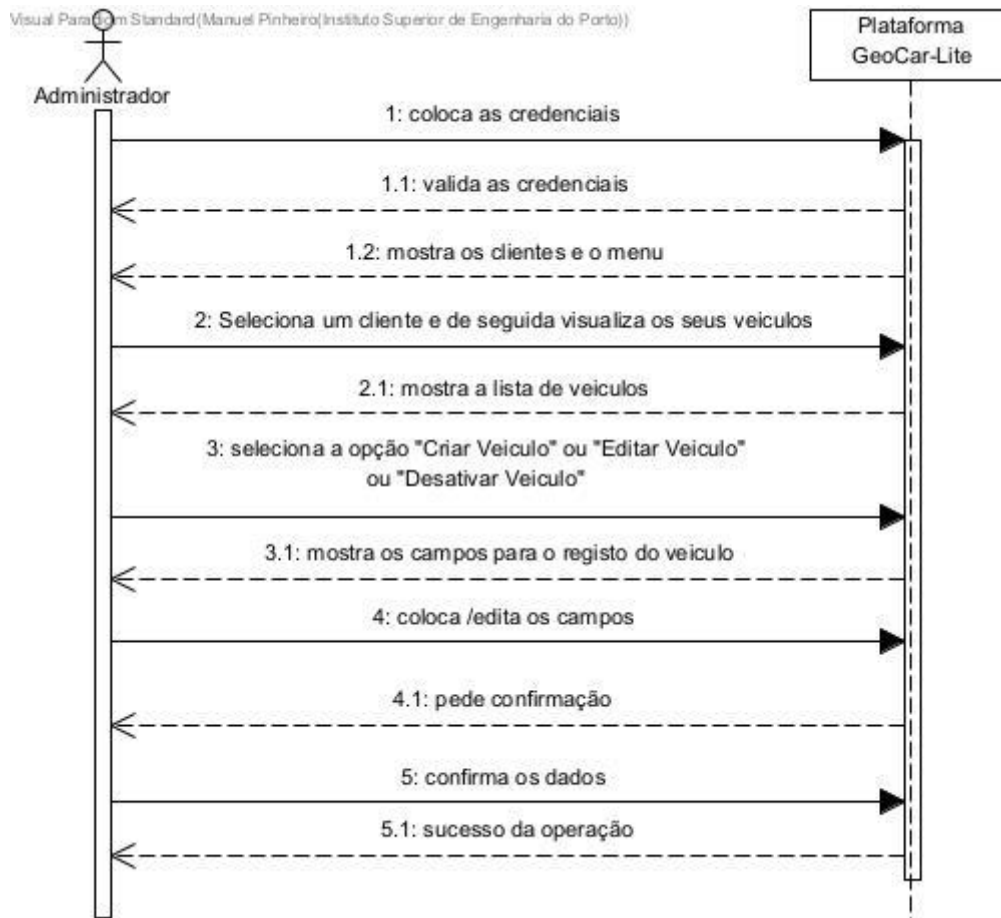 Visual Paradigm Standard(Manuel Pinheiro(Instituto Superior de Engenharia do Porto))
Plataforma
GeoCar-Lite
Administrador
1: coloca as credenciais
1.1: valida as credenciais
1.2: mostra os clientes e o menu
2: Seleciona um cliente e de seguida visualiza os seus veiculos
2.1: mostra a lista de veiculos
3: seleciona a opção "Criar Veiculo" ou "Editar Veiculo"
ou "Desativar Veiculo"
3.1: mostra os campos para o registo do veiculo
4: coloca /edita os campos
4.1: pede confirmação
5: confirma os dados
5.1: sucesso da operação